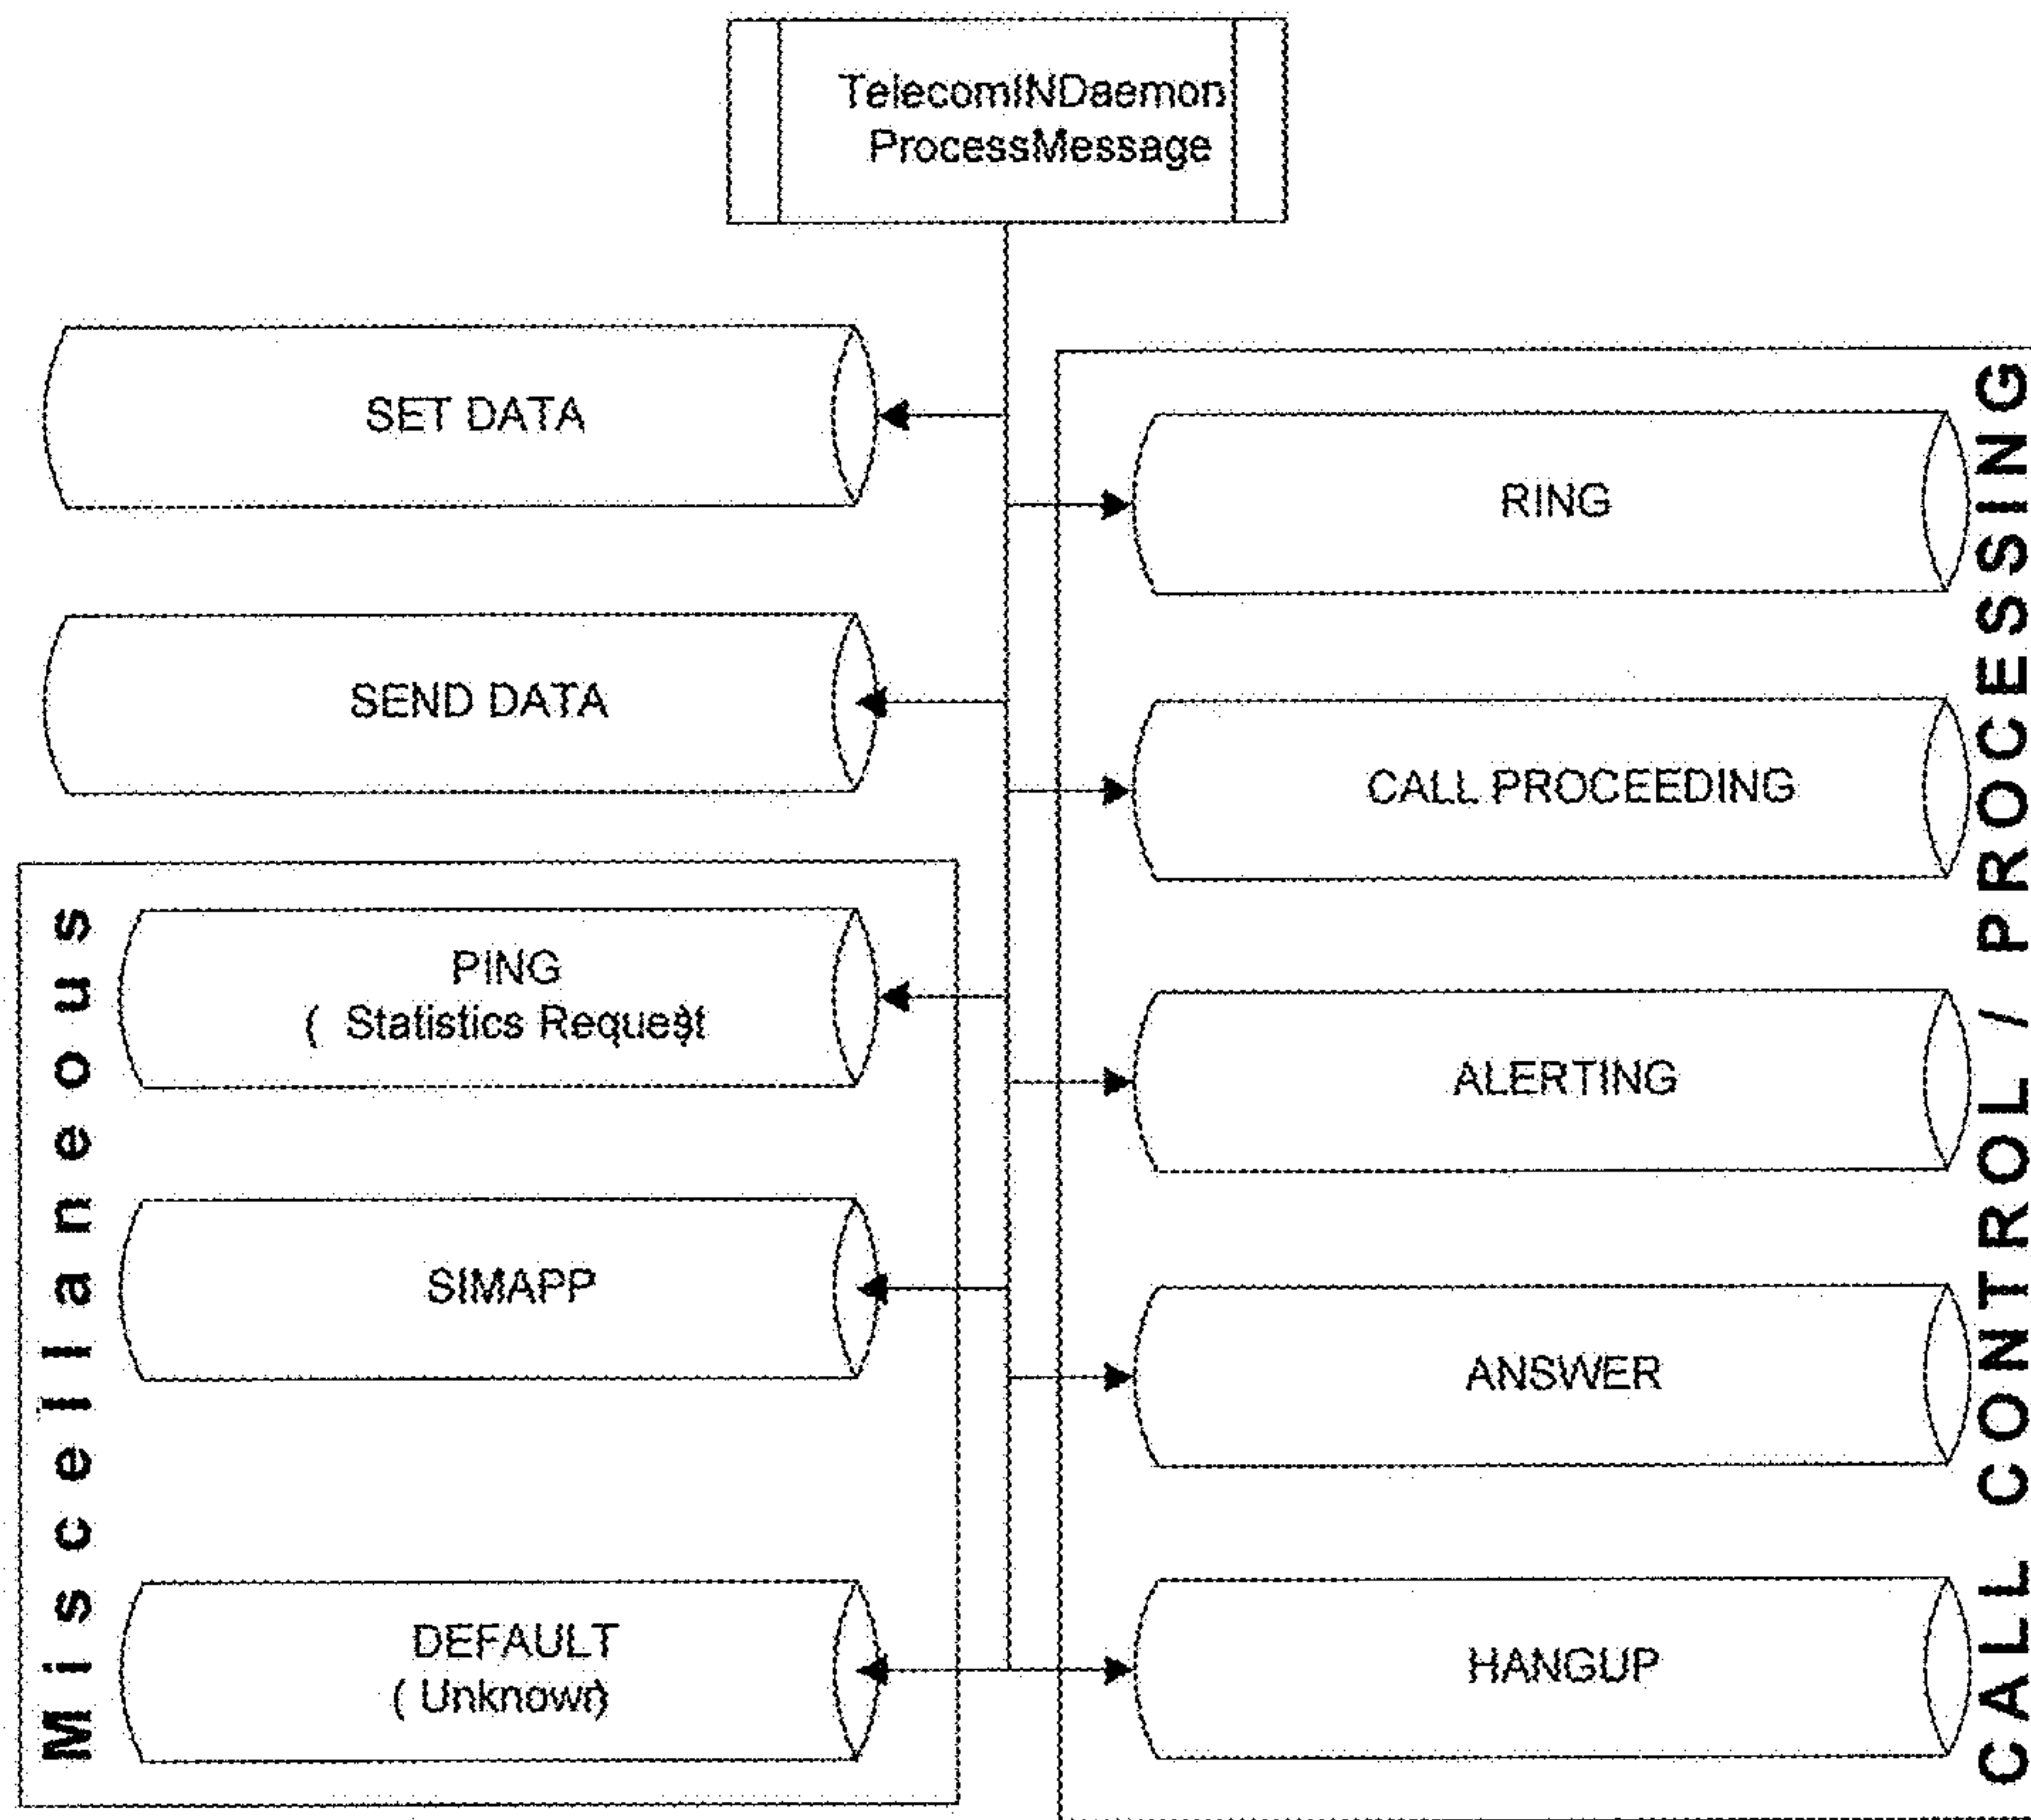 TelecomINDaemon
ProcessMessage
SET DATA
SEND DATA
Miscellaneous
PING
( Statistics Request)
SIMAPP
DEFAULT
( Unknown)
CALL CONTROL / PROCESSING
RING
CALL PROCEEDING
ALERTING
ANSWER
HANGUP